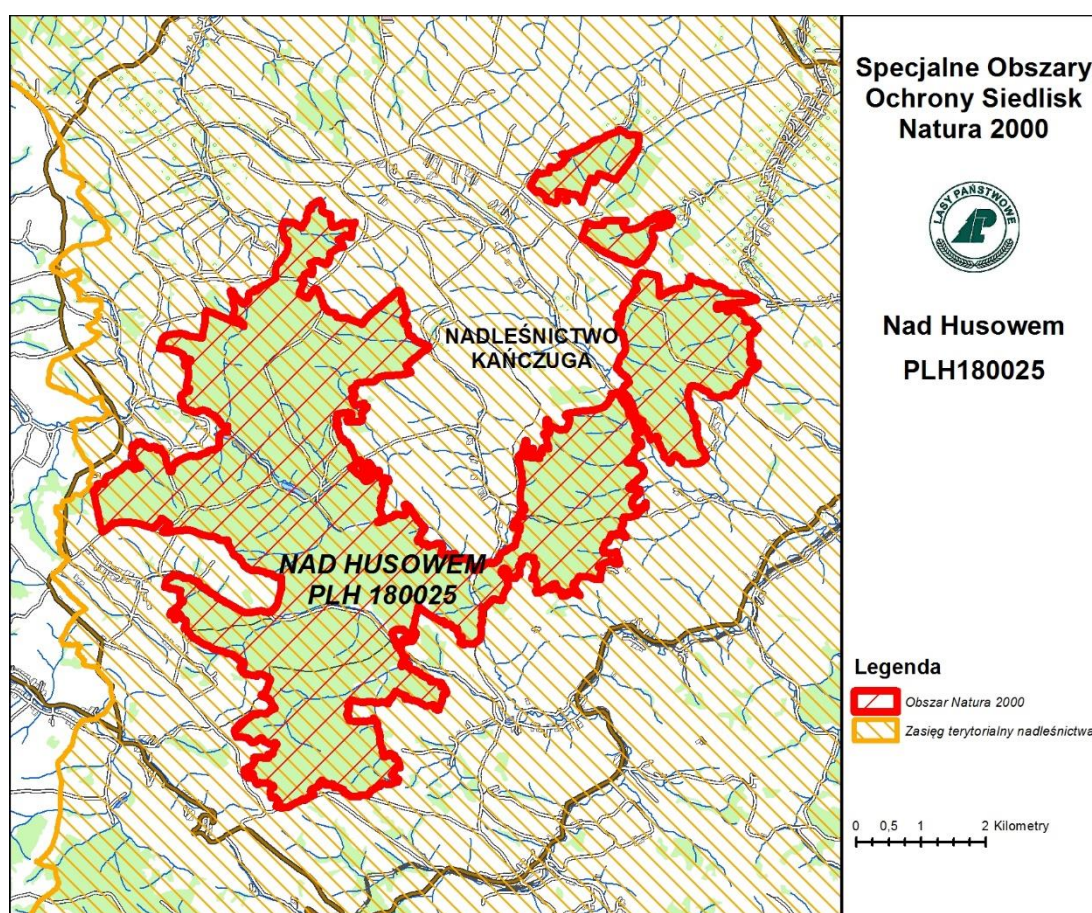 Specjalne Obszary
Ochrony Siedlisk
Natura 2000
LASY PAŃSTWOWE
Nad Husowem
PLH180025
NADLEŚNICTWO
KAŃCZUGA
NAD HUSOWEM
PLH 180025
Legenda
Obszar Natura 2000
Zasięg terytorialny nadleśnictwa
0 0,5 1 2 Kilometry